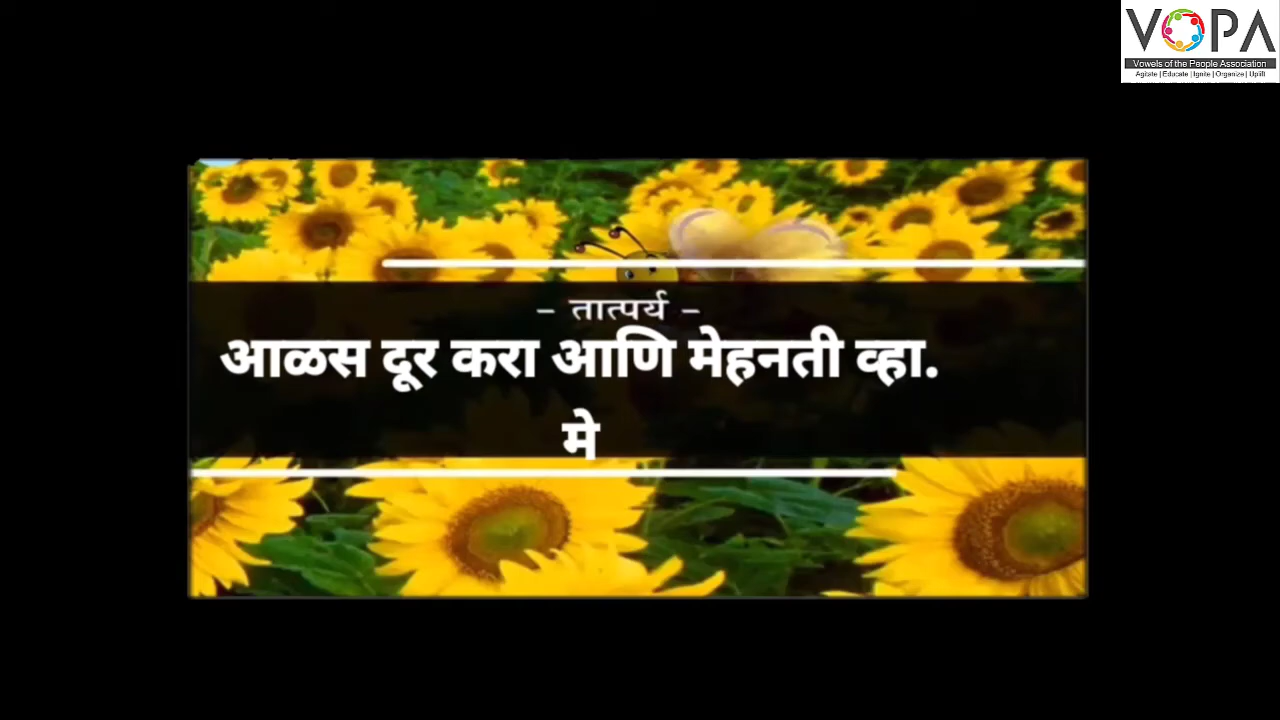 VOPA
Vowels of the People Association
Agitate | Educate | Ignite | Organize | Uplift
– तात्पर्य –
आळस दूर करा आणि मेहनती व्हा.
मे